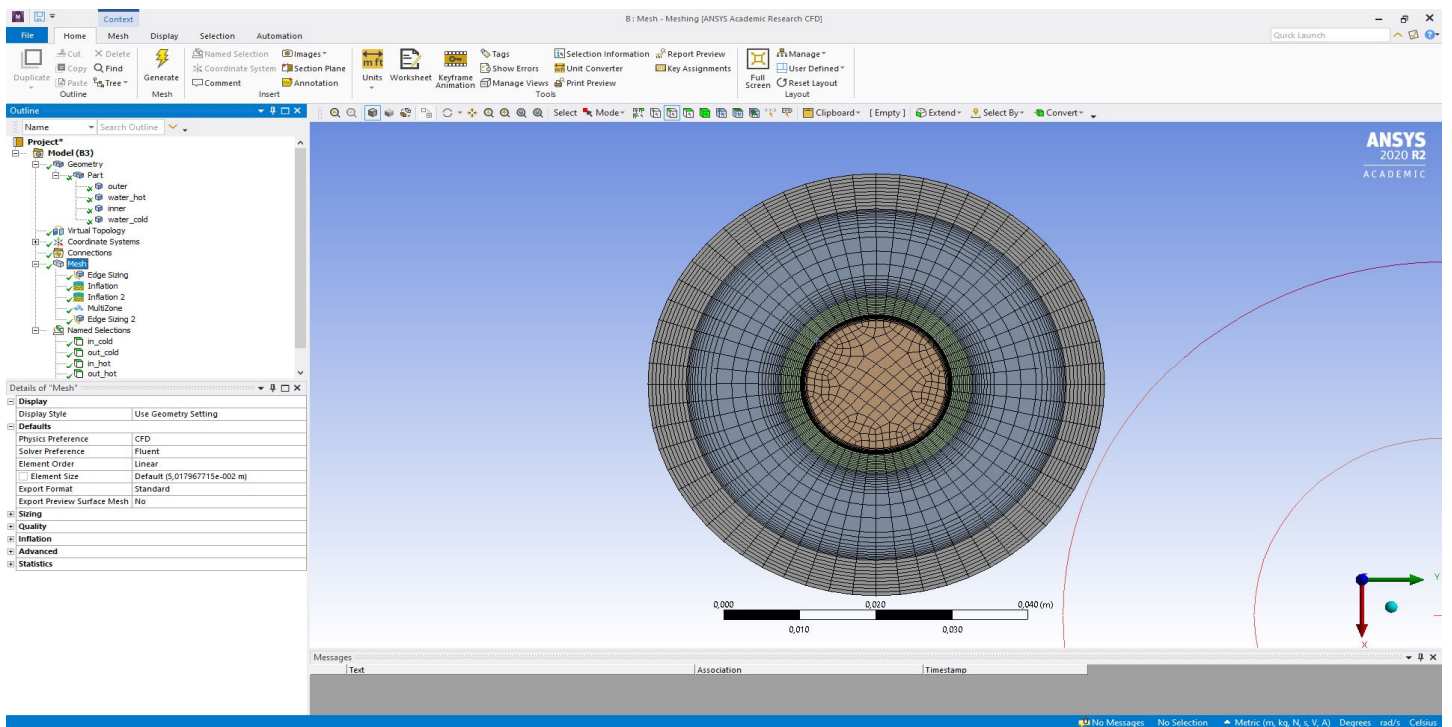 Context
B : Mesh - Meshing [ANSYS Academic Research CFD]
File Home Mesh Display Selection Automation
Quick Launch
Duplicate
Cut
Copy
Paste
Delete
Find
Tree
Outline
Generate
Mesh
Named Selection
Coordinate System
Comment
Images
Section Plane
Annotation
Insert
m ft
Units
Worksheet
Keyframe
Animation
Tags
Show Errors
Manage Views
Selection Information
Unit Converter
Print Preview
Report Preview
Key Assignments
Tools
Full
Screen
Manage
User Defined
Reset Layout
Layout
Outline
Select Mode Clipboard [ Empty ] Extend Select By Convert
Name Search Outline
Project*
Model (B3)
Geometry
Part
outer
water_hot
inner
water_cold
Virtual Topology
Coordinate Systems
Connections
Mesh
Edge Sizing
Inflation
Inflation 2
MultiZone
Edge Sizing 2
Named Selections
in_cold
out_cold
in_hot
out_hot
Details of "Mesh"
Display
Display Style Use Geometry Setting
Defaults
Physics Preference CFD
Solver Preference Fluent
Element Order Linear
Element Size Default (5,017967715e-002 m)
Export Format Standard
Export Preview Surface Mesh No
Sizing
Quality
Inflation
Advanced
Statistics
ANSYS
2020 R2
ACADEMIC
0,000 0,020 0,040 (m)
0,010 0,030
Y
X
Messages
Text Association Timestamp
No Messages No Selection Metric (m, kg, N, s, V, A) Degrees rad/s Celsius